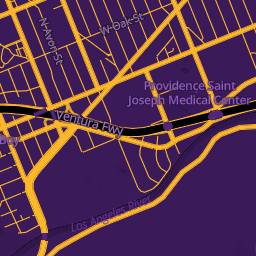 W-Oak-St
N-Avon-St
Providence Saint
Joseph Medical Center
Ventura Fwy
Los Angeles River